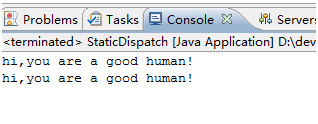 Problems Tasks Console Servers
<terminated> StaticDispatch [Java Application] D:\dev
hi,you are a good human!
hi,you are a good human!